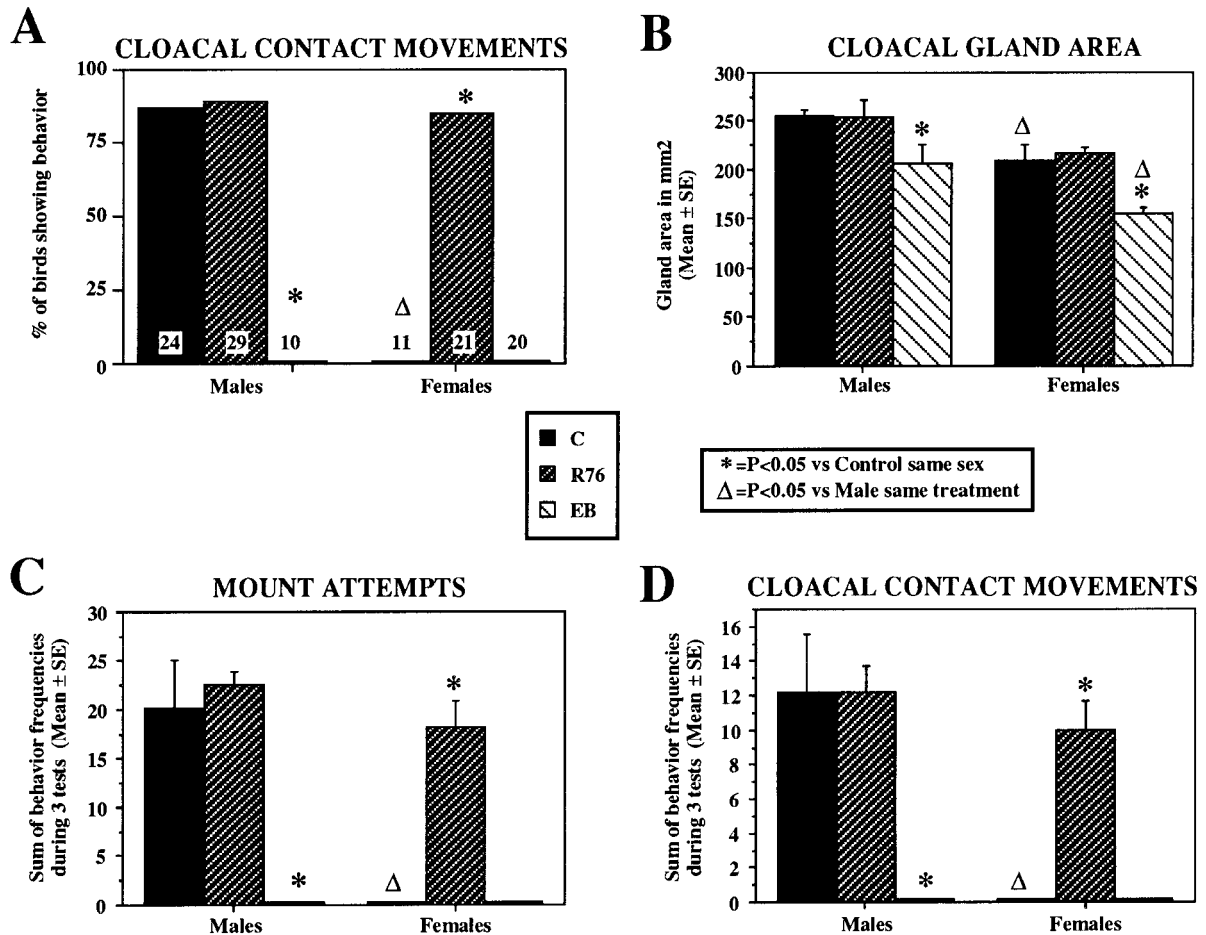 A
CLOACAL CONTACT MOVEMENTS
% of birds showing behavior
100
75
50
25
0
24
29
10
*
Δ
11
*
21
20
Males
Females
B
CLOACAL GLAND AREA
Gland area in mm2
(Mean ± SE)
300
250
200
150
100
50
0
*
Δ
Δ
*
Males
Females
C
R76
EB
*=P<0.05 vs Control same sex
Δ=P<0.05 vs Male same treatment
C
MOUNT ATTEMPTS
Sum of behavior frequencies
during 3 tests (Mean ± SE)
30
25
20
15
10
5
0
*
Δ
*
Males
Females
D
CLOACAL CONTACT MOVEMENTS
Sum of behavior frequencies
during 3 tests (Mean ± SE)
16
14
12
10
8
6
4
2
0
*
Δ
*
Males
Females